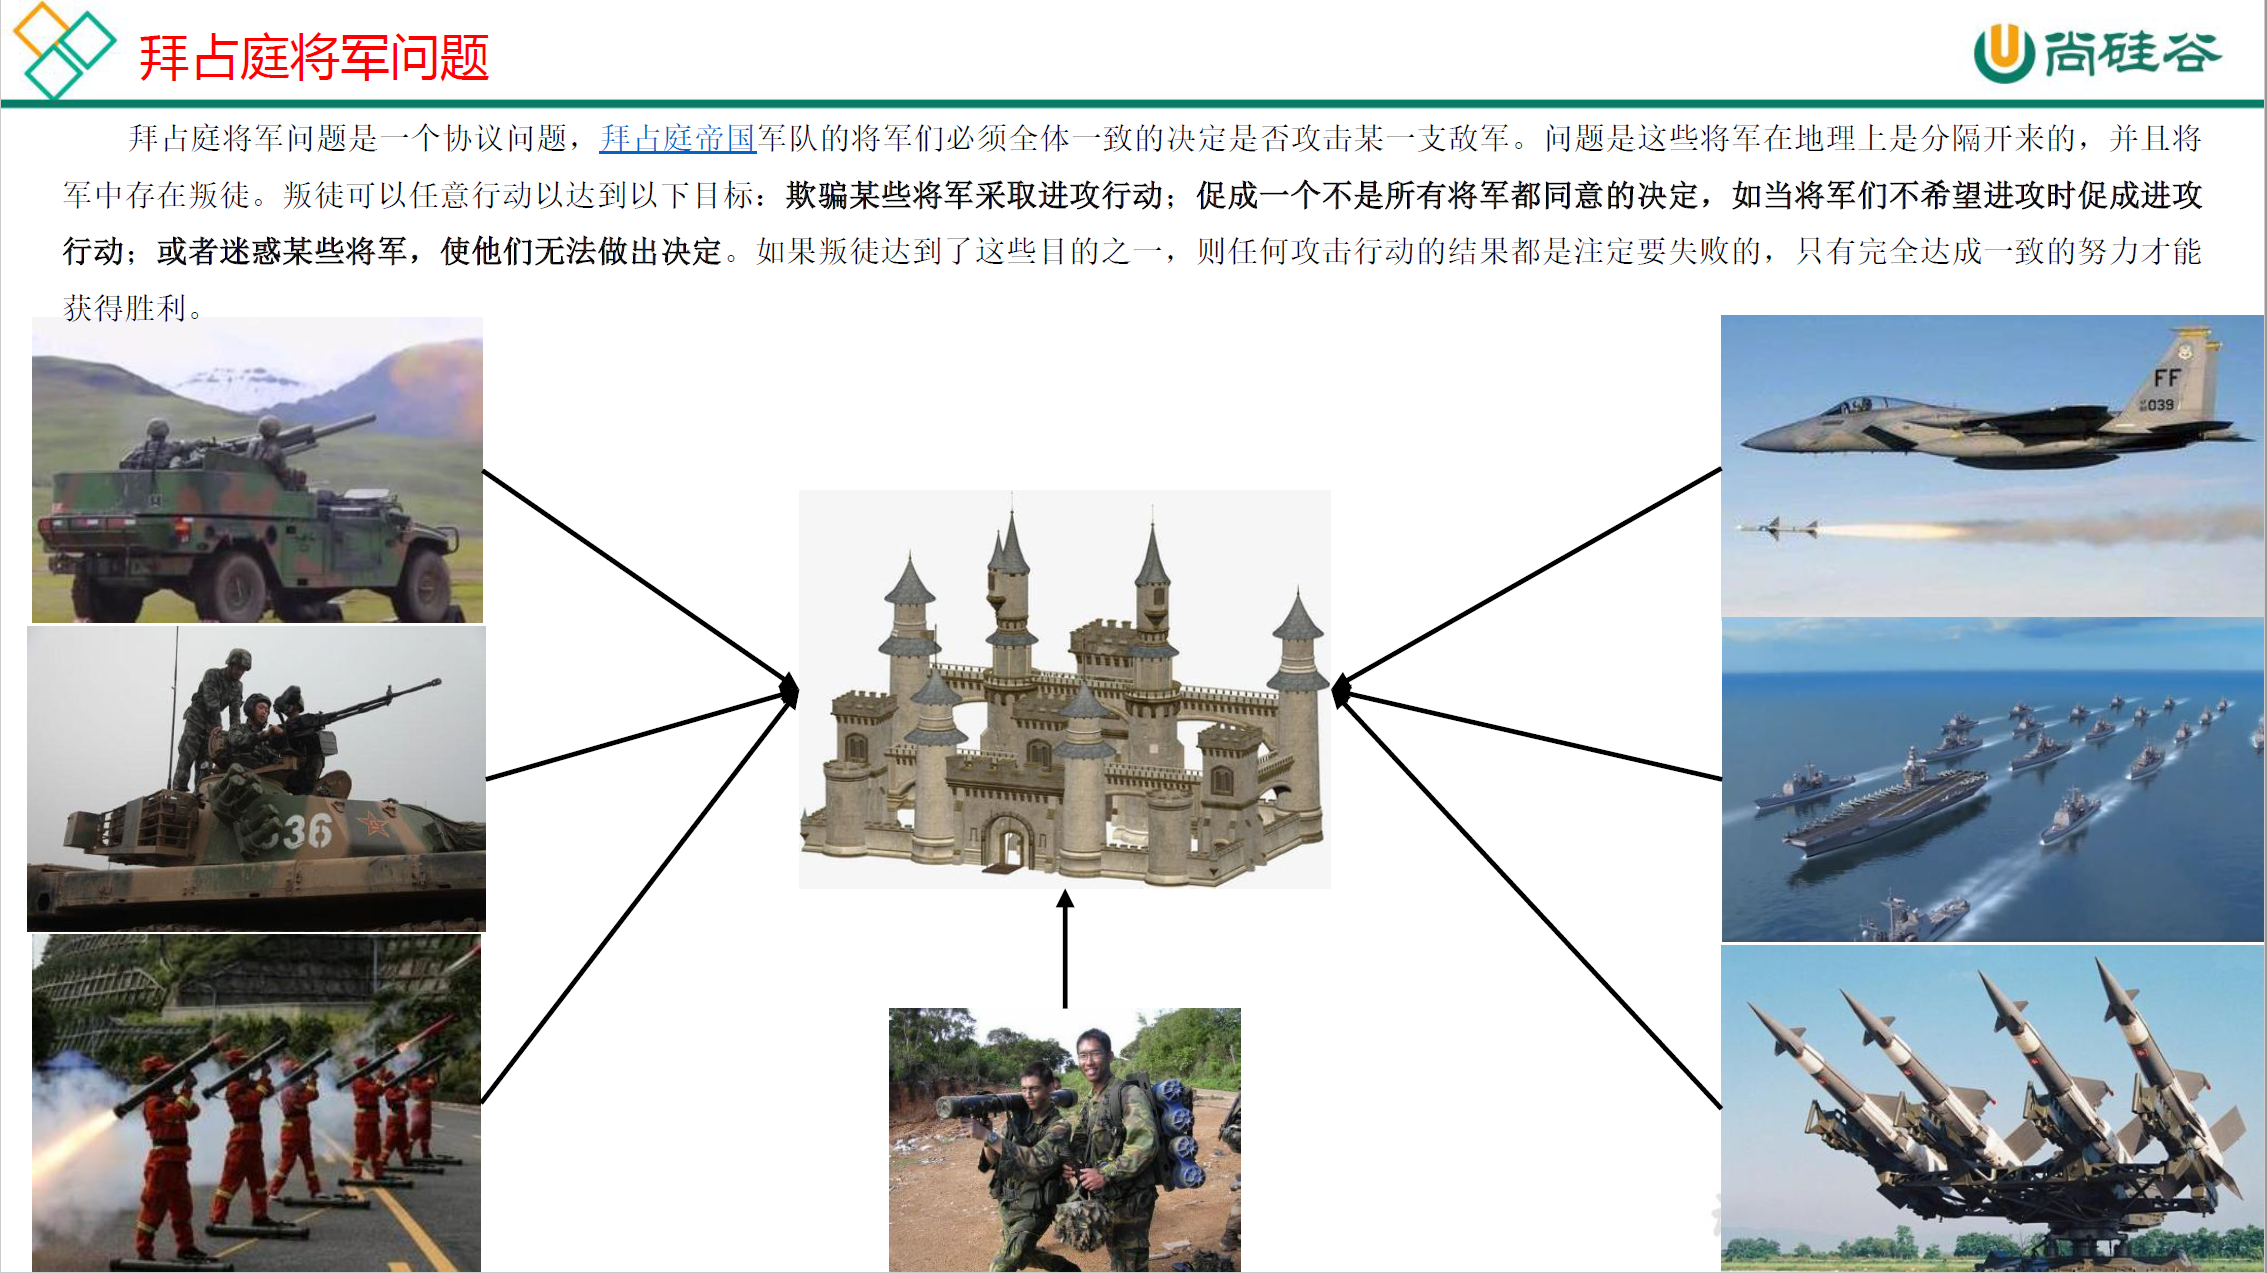 拜占庭将军问题
尚硅谷
拜占庭将军问题是一个协议问题，拜占庭帝国军队的将军们必须全体一致的决定是否攻击某一支敌军。问题是这些将军在地理上是分隔开来的，并且将
军中存在叛徒。叛徒可以任意行动以达到以下目标：欺骗某些将军采取进攻行动；促成一个不是所有将军都同意的决定，如当将军们不希望进攻时促成进攻
行动；或者迷惑某些将军，使他们无法做出决定。如果叛徒达到了这些目的之一，则任何攻击行动的结果都是注定要失败的，只有完全达成一致的努力才能
获得胜利。
FF
039
36